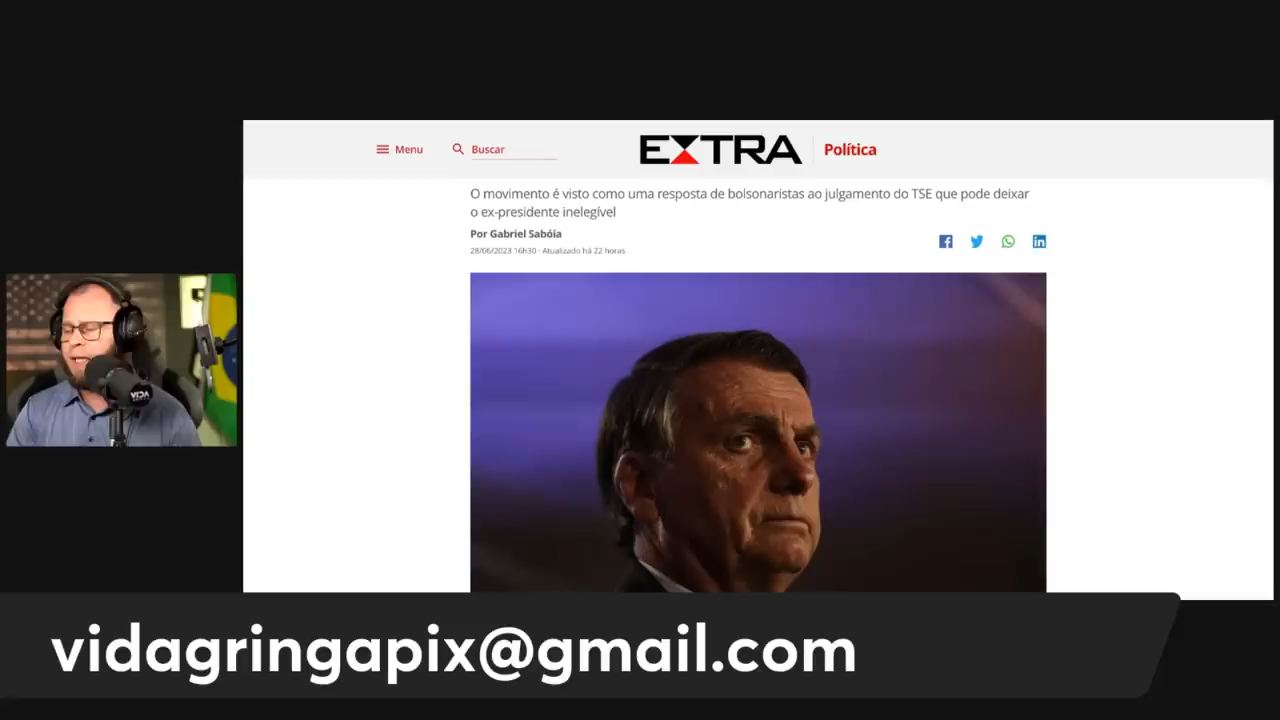 Menu
Buscar
EXTRA
Política
O movimento é visto como uma resposta de bolsonaristas ao julgamento do TSE que pode deixar
o ex-presidente inelegível
Por Gabriel Sabóia
28/06/2023 16h30 - Atualizado há 22 horas
VIDA
vidagringapix@gmail.com